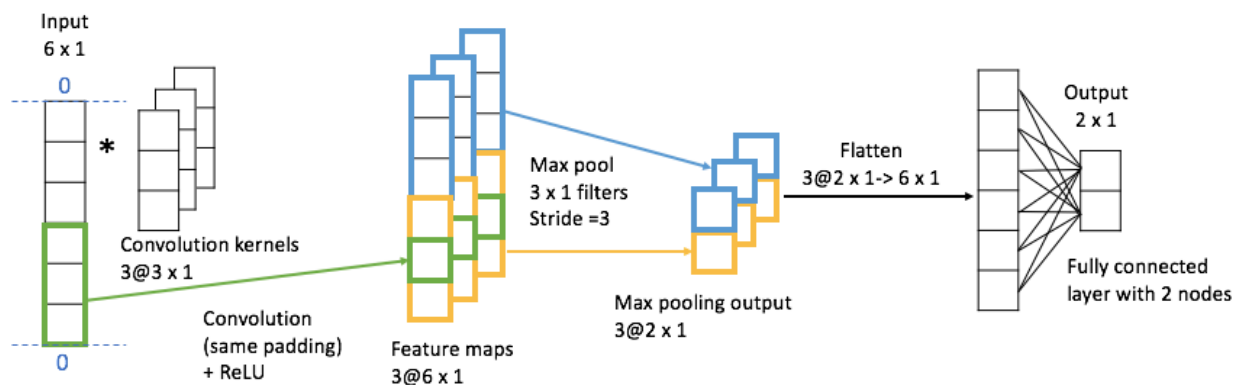 Input
6 x 1
0
*
Convolution kernels
3@3 x 1
0
Convolution
(same padding)
+ ReLU
Feature maps
3@6 x 1
Max pool
3 x 1 filters
Stride =3
Max pooling output
3@2 x 1
Flatten
3@2 x 1-> 6 x 1
Output
2 x 1
Fully connected
layer with 2 nodes